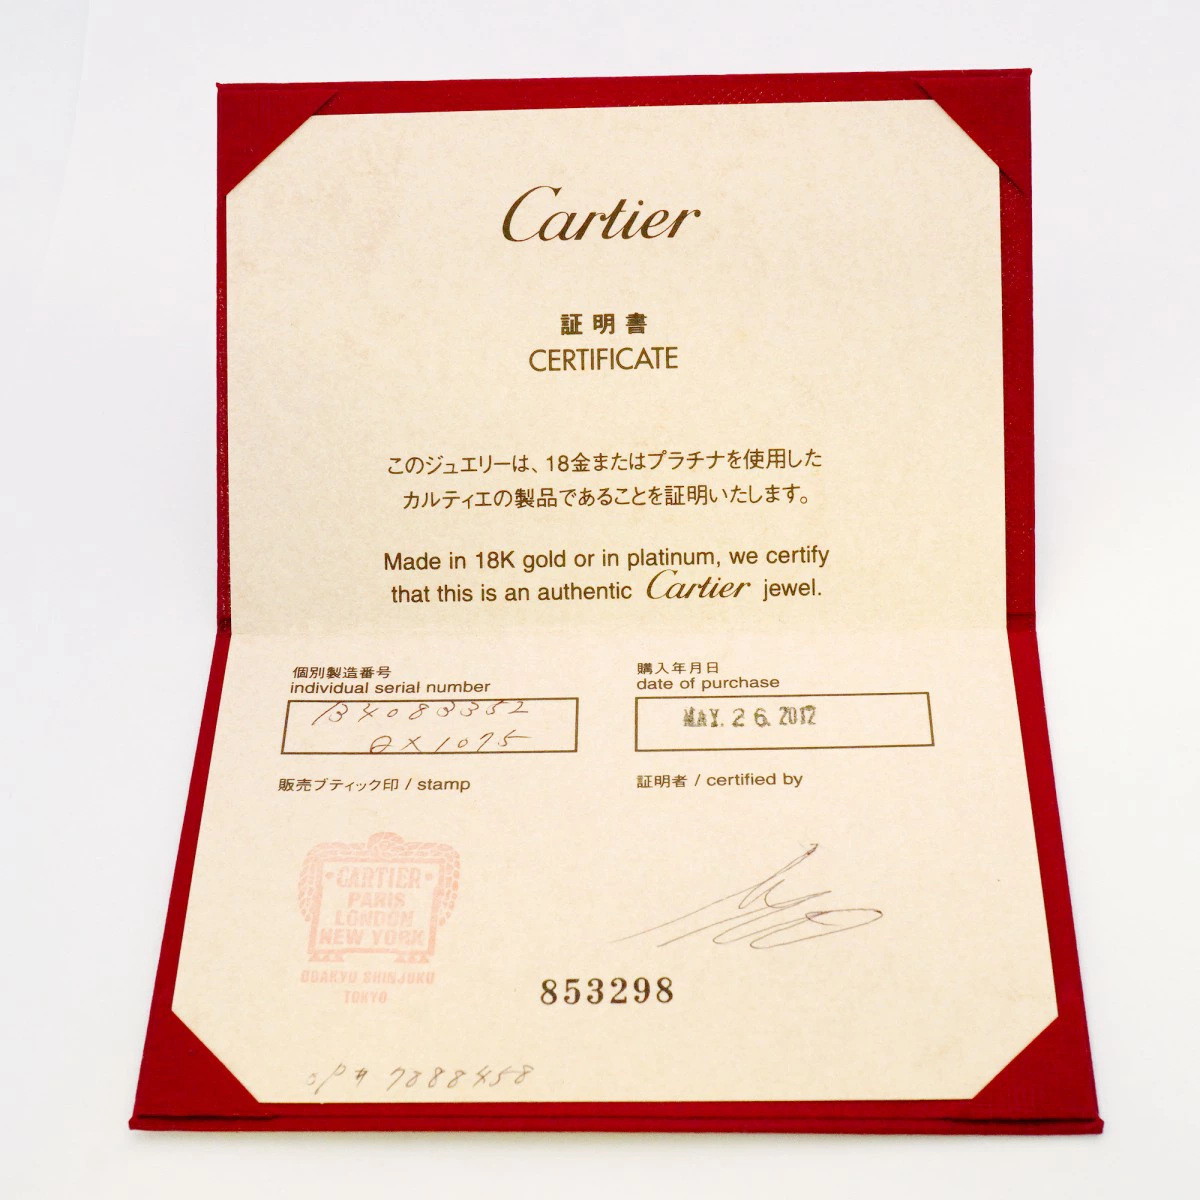 Cartier
証明書
CERTIFICATE
このジュエリーは、18金またはプラチナを使用した
カルティエの製品であることを証明いたします。
Made in 18K gold or in platinum, we certify
that this is an authentic Cartier jewel.
個別製造番号
individual serial number
B4083352
QX1075
購入年月日
date of purchase
MAY. 26. 2012
販売ブティック印 / stamp
証明者 / certified by
CARTIER
PARIS
LONDON
NEW YORK
ODAKYU SHINJUKU
TOKYO
853298
OP# 7888458